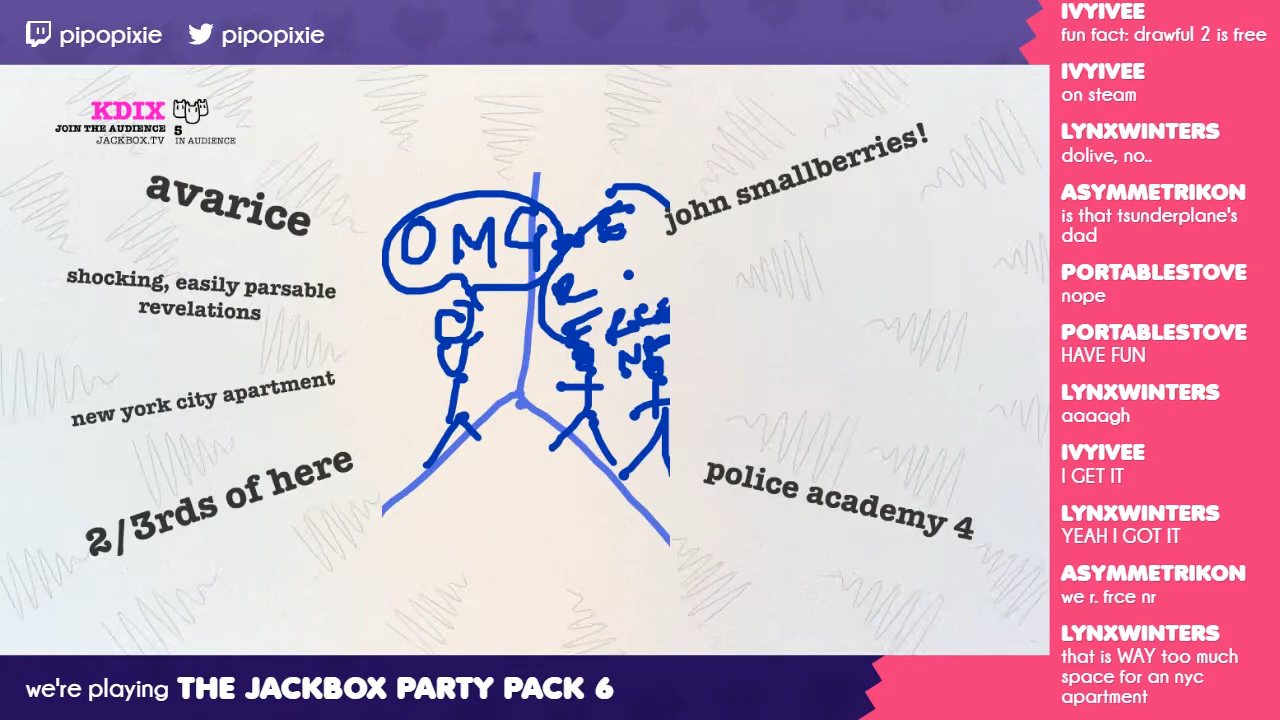 pipopixie pipopixie
KDIX
JOIN THE AUDIENCE 5
JACKBOX.TV IN AUDIENCE
avarice
shocking, easily parsable
revelations
new york city apartment
2/3rds of here
OMG
john smallberries!
police academy 4
we're playing THE JACKBOX PARTY PACK 6
IVYIVEE
fun fact: drawful 2 is free
IVYIVEE
on steam
LYNXWINTERS
dolive, no..
ASYMMETRIKON
is that tsunderplane's
dad
PORTABLESTOVE
nope
PORTABLESTOVE
HAVE FUN
LYNXWINTERS
aaaagh
IVYIVEE
I GET IT
LYNXWINTERS
YEAH I GOT IT
ASYMMETRIKON
we r. frce nr
LYNXWINTERS
that is WAY too much
space for an nyc
apartment